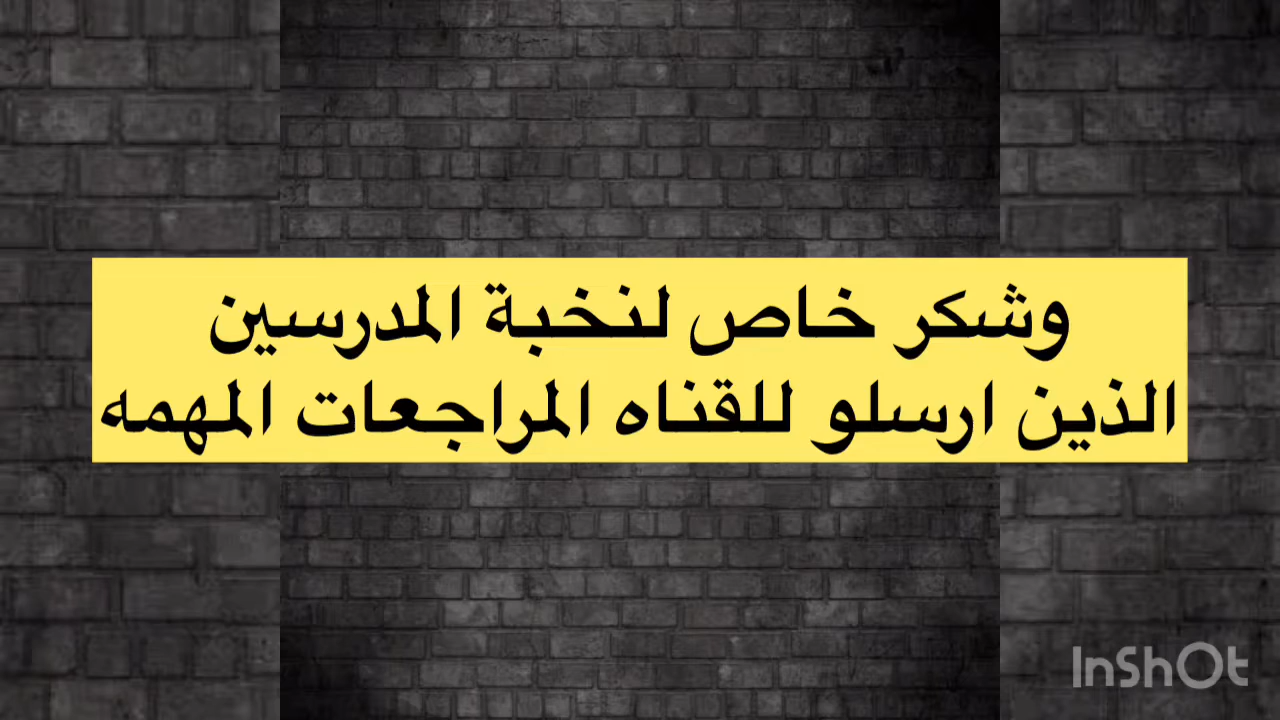 وشكر خاص لنخبة المدرسين
الذين ارسلو للقناه المراجعات المهمه
InShOt